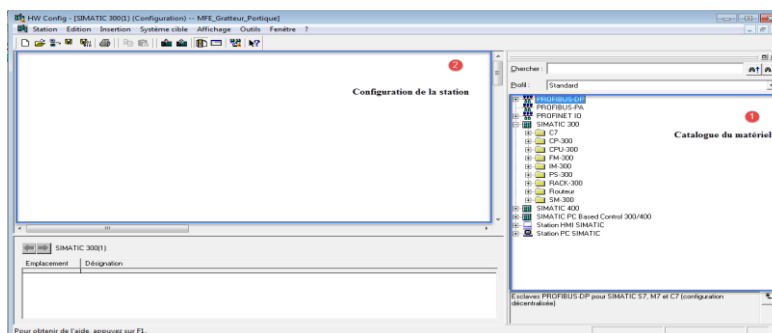 HW Config - [SIMATIC 300(1) (Configuration) -- MFE_Gratteur_Portique]
Station Edition Insertion Système cible Affichage Outils Fenêtre ?
2
Configuration de la station
Chercher :
Profil : Standard
PROFIBUS-DP
PROFIBUS-PA
PROFINET IO
1
SIMATIC 300
Catalogue du matériel
C7
CP-300
CPU-300
FM-300
IM-300
PS-300
RACK-300
Routeur
SM-300
SIMATIC 400
SIMATIC PC Based Control 300/400
Station HMI SIMATIC
Station PC SIMATIC
SIMATIC 300(1)
Emplacement Désignation
Esclaves PROFIBUS-DP pour SIMATIC S7, M7 et C7 (configuration
décentralisée)
Pour obtenir de l'aide, appuyez sur F1.